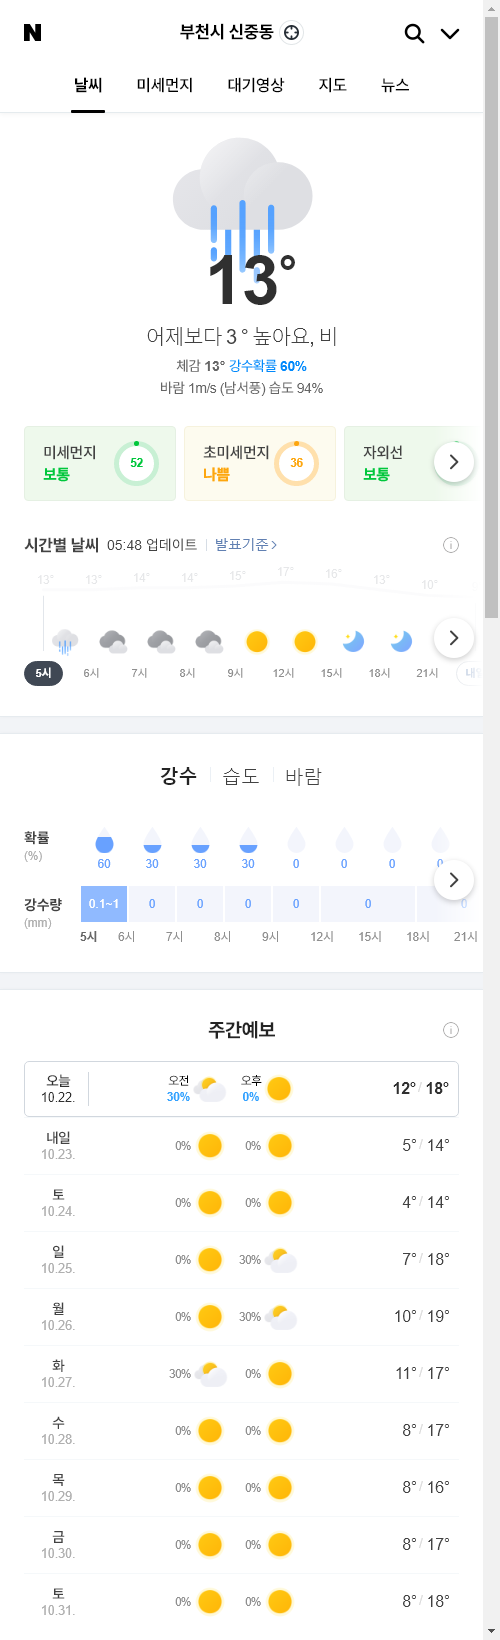 N
부천시 신중동
날씨 미세먼지 대기영상 지도 뉴스
13°
어제보다 3 ° 높아요, 비
체감 13° 강수확률 60%
바람 1m/s (남서풍) 습도 94%
미세먼지 보통 52
초미세먼지 나쁨 36
자외선 보통
시간별 날씨 05:48 업데이트 발표기준
13° 13° 14° 14° 15° 17° 16° 13° 10°
5시 6시 7시 8시 9시 12시 15시 18시 21시
강수 습도 바람
확률 (%)
60 30 30 30 0 0 0 0
강수량 (mm)
0.1~1 0 0 0 0 0 0
5시 6시 7시 8시 9시 12시 15시 18시 21시
주간예보
오늘 10.22. 오전 30% 오후 0% 12° / 18°
내일 10.23. 0% 0% 5° / 14°
토 10.24. 0% 0% 4° / 14°
일 10.25. 0% 30% 7° / 18°
월 10.26. 0% 30% 10° / 19°
화 10.27. 30% 0% 11° / 17°
수 10.28. 0% 0% 8° / 17°
목 10.29. 0% 0% 8° / 16°
금 10.30. 0% 0% 8° / 17°
토 10.31. 0% 0% 8° / 18°